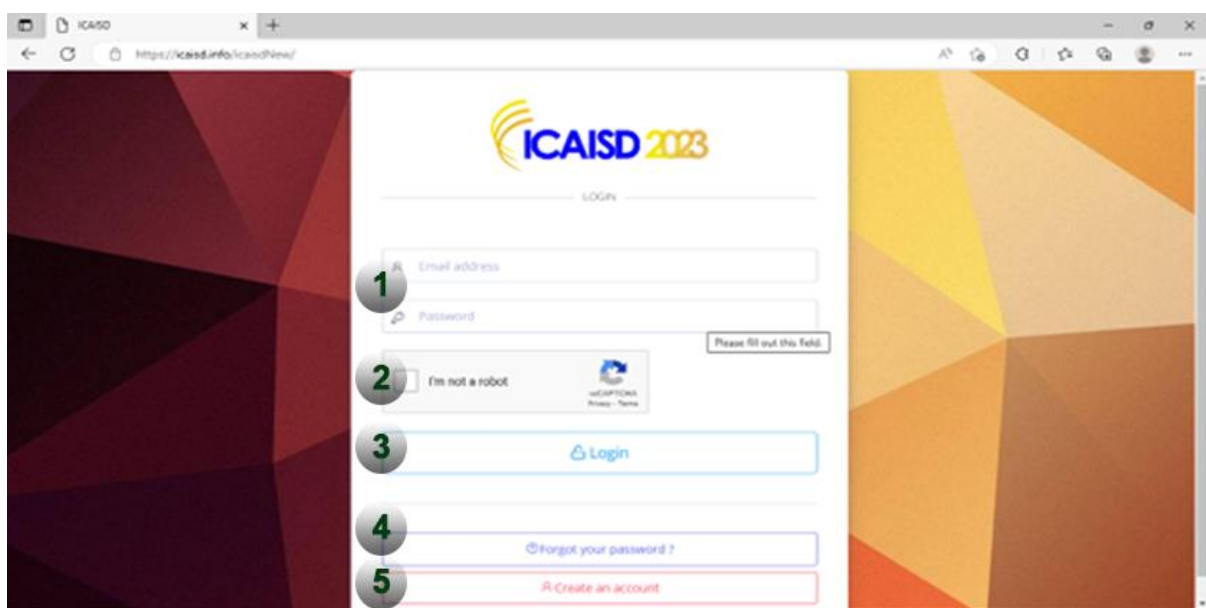 ICAISD
https://icaisd.info/icaisdNew/
ICAISD 2023
LOGIN
Email address
1
Password
Please fill out this field.
2
I'm not a robot
reCAPTCHA
Privacy - Terms
3
Login
4
Forgot your password ?
5
Create an account